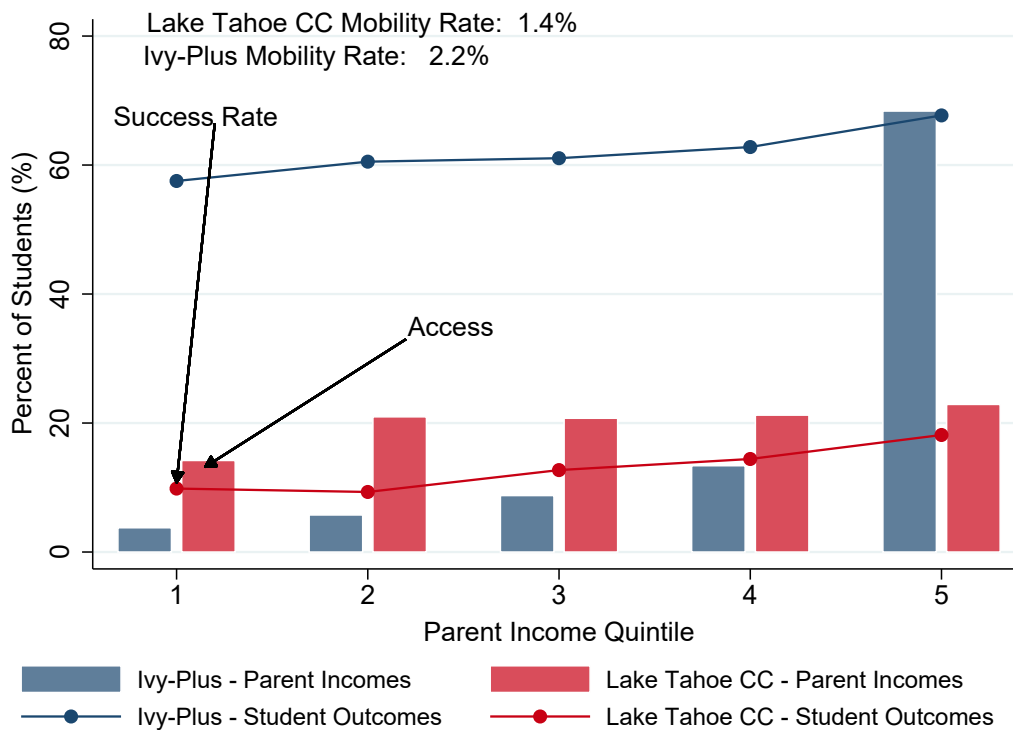 Lake Tahoe CC Mobility Rate: 1.4%
Ivy-Plus Mobility Rate: 2.2%
Success Rate
Access
Percent of Students (%)
80
60
40
20
0
1 2 3 4 5
Parent Income Quintile
Ivy-Plus - Parent Incomes
Lake Tahoe CC - Parent Incomes
Ivy-Plus - Student Outcomes
Lake Tahoe CC - Student Outcomes